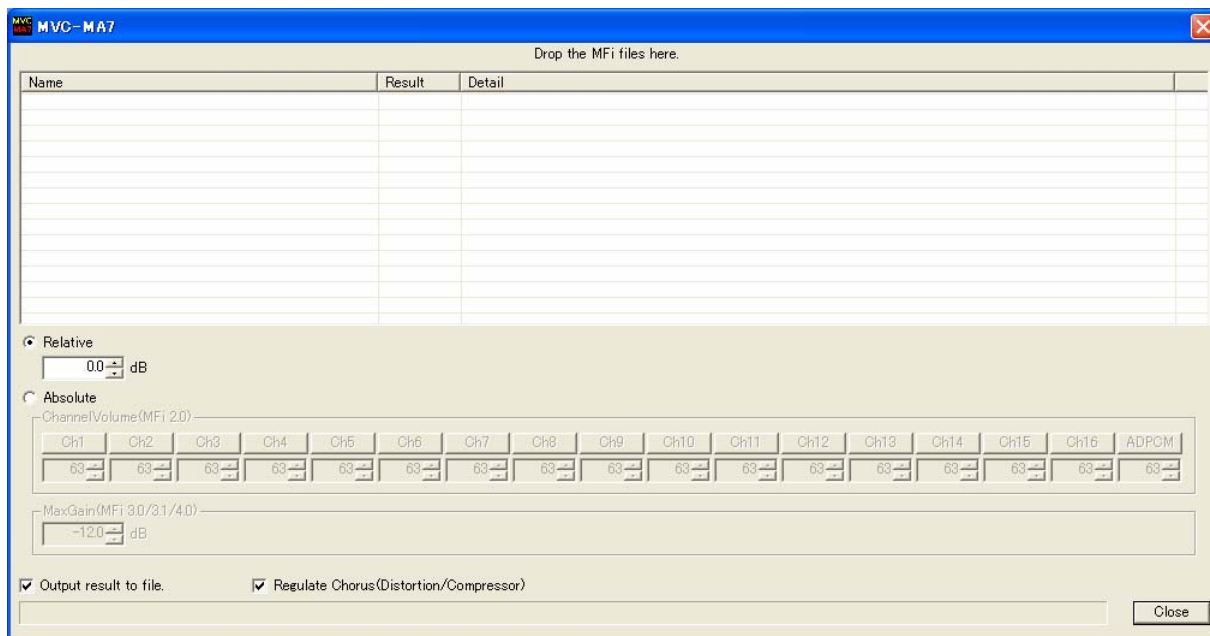 MVC MA7 MVC-MA7
Drop the MFi files here.
Name Result Detail
Relative
0.0 dB
Absolute
ChannelVolume(MFi 2.0)
Ch1 Ch2 Ch3 Ch4 Ch5 Ch6 Ch7 Ch8 Ch9 Ch10 Ch11 Ch12 Ch13 Ch14 Ch15 Ch16 ADPCM
63 63 63 63 63 63 63 63 63 63 63 63 63 63 63 63 63
MaxGain(MFi 3.0/3.1/4.0)
-12.0 dB
Output result to file. Regulate Chorus(Distortion/Compressor)
Close